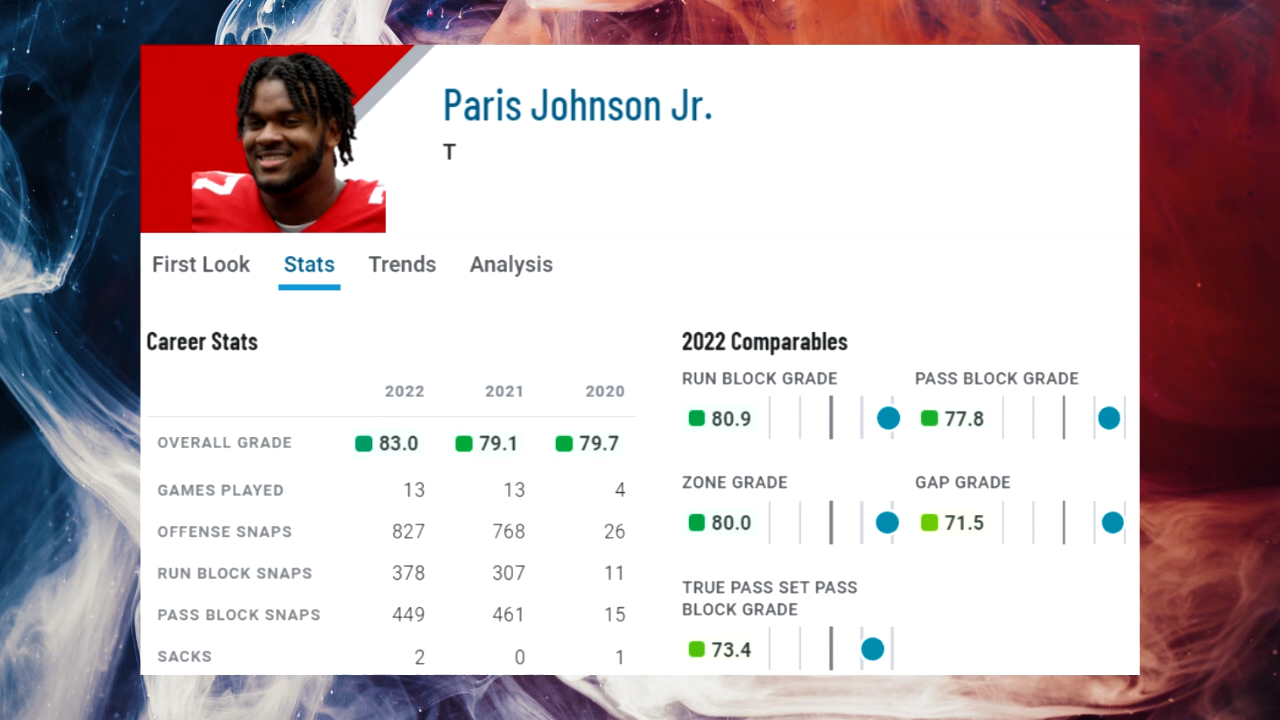 Paris Johnson Jr.
T
First Look Stats Trends Analysis
Career Stats
2022 2021 2020
OVERALL GRADE 83.0 79.1 79.7
GAMES PLAYED 13 13 4
OFFENSE SNAPS 827 768 26
RUN BLOCK SNAPS 378 307 11
PASS BLOCK SNAPS 449 461 15
SACKS 2 0 1
2022 Comparables
RUN BLOCK GRADE PASS BLOCK GRADE
80.9 77.8
ZONE GRADE GAP GRADE
80.0 71.5
TRUE PASS SET PASS
BLOCK GRADE
73.4